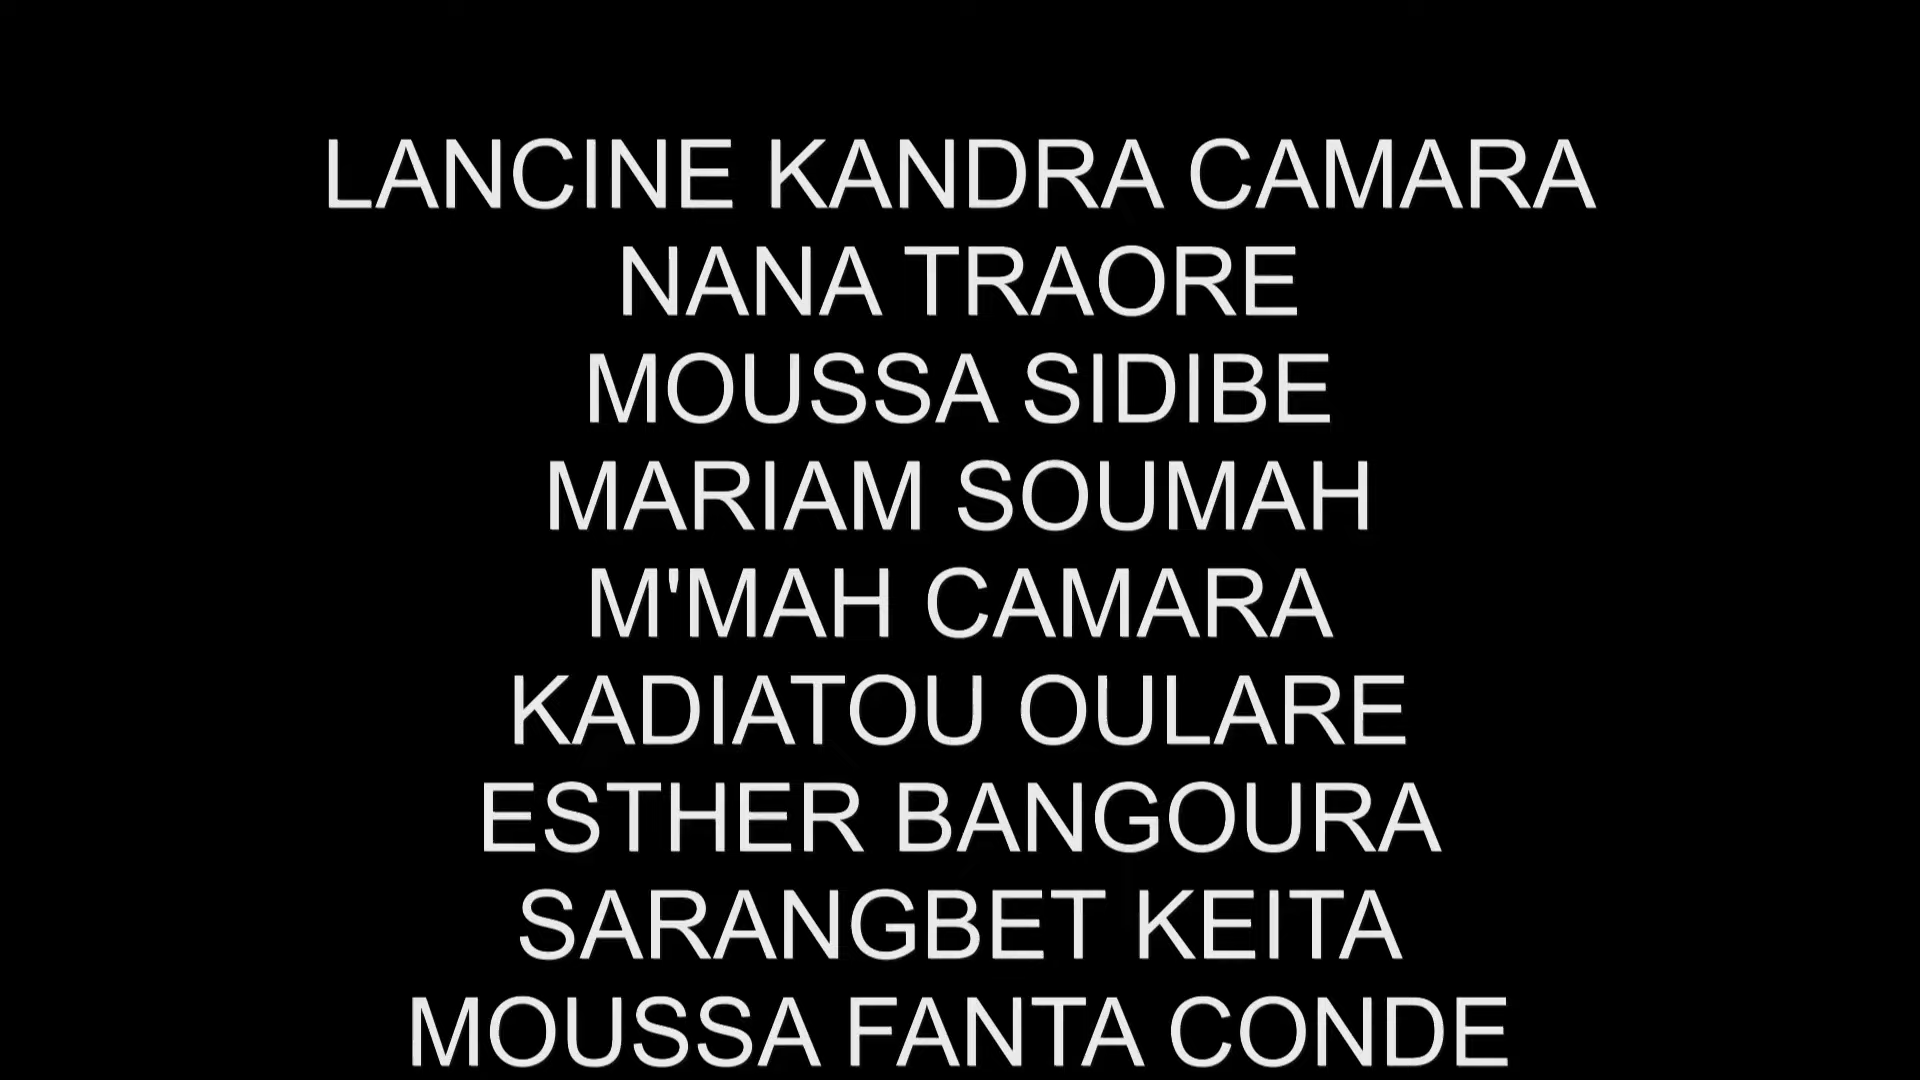 LANCINE KANDRA CAMARA
NANA TRAORE
MOUSSA SIDIBE
MARIAM SOUMAH
M'MAH CAMARA
KADIATOU OULARE
ESTHER BANGOURA
SARANGBET KEITA
MOUSSA FANTA CONDE